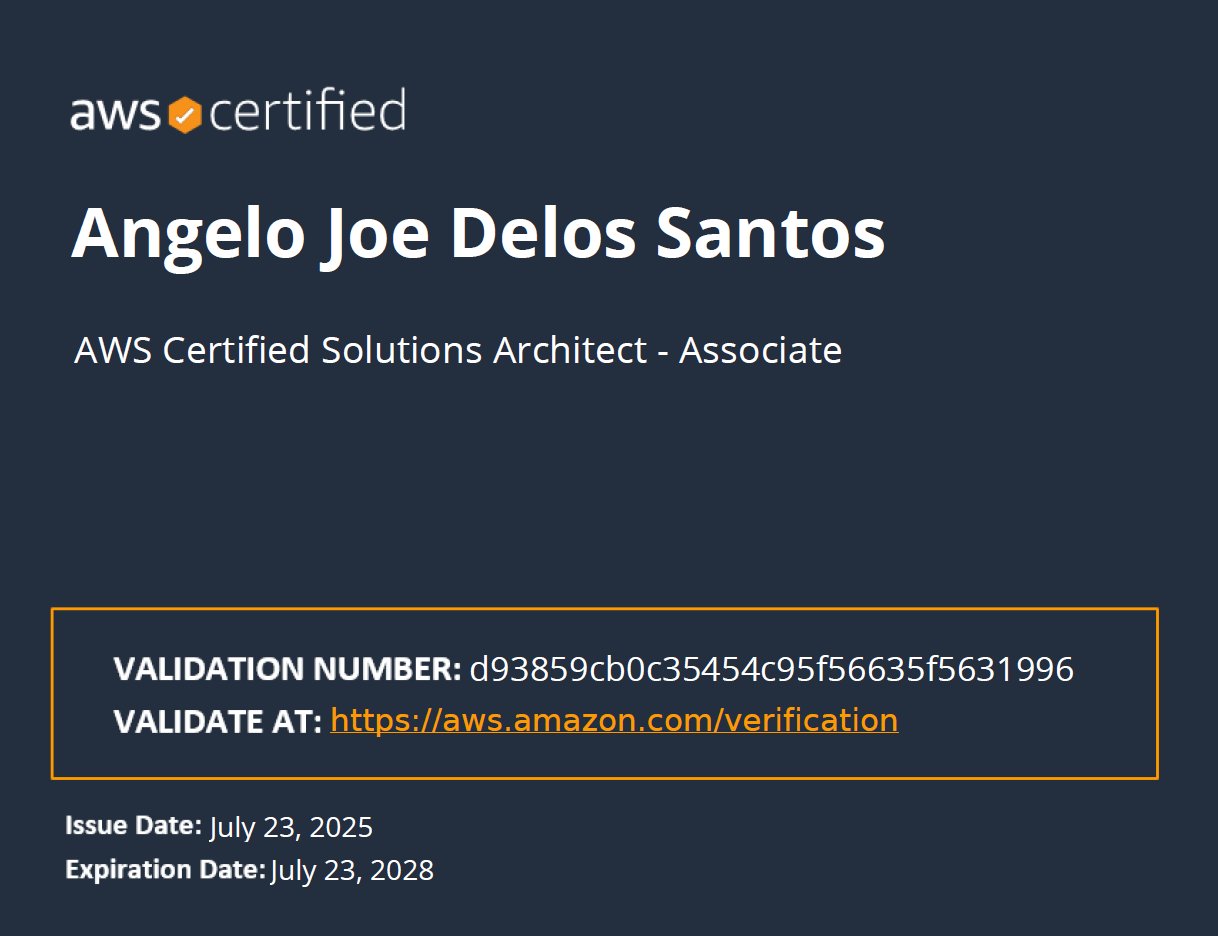 aws certified
Angelo Joe Delos Santos
AWS Certified Solutions Architect - Associate
VALIDATION NUMBER: d93859cb0c35454c95f56635f5631996
VALIDATE AT: https://aws.amazon.com/verification
Issue Date: July 23, 2025
Expiration Date: July 23, 2028